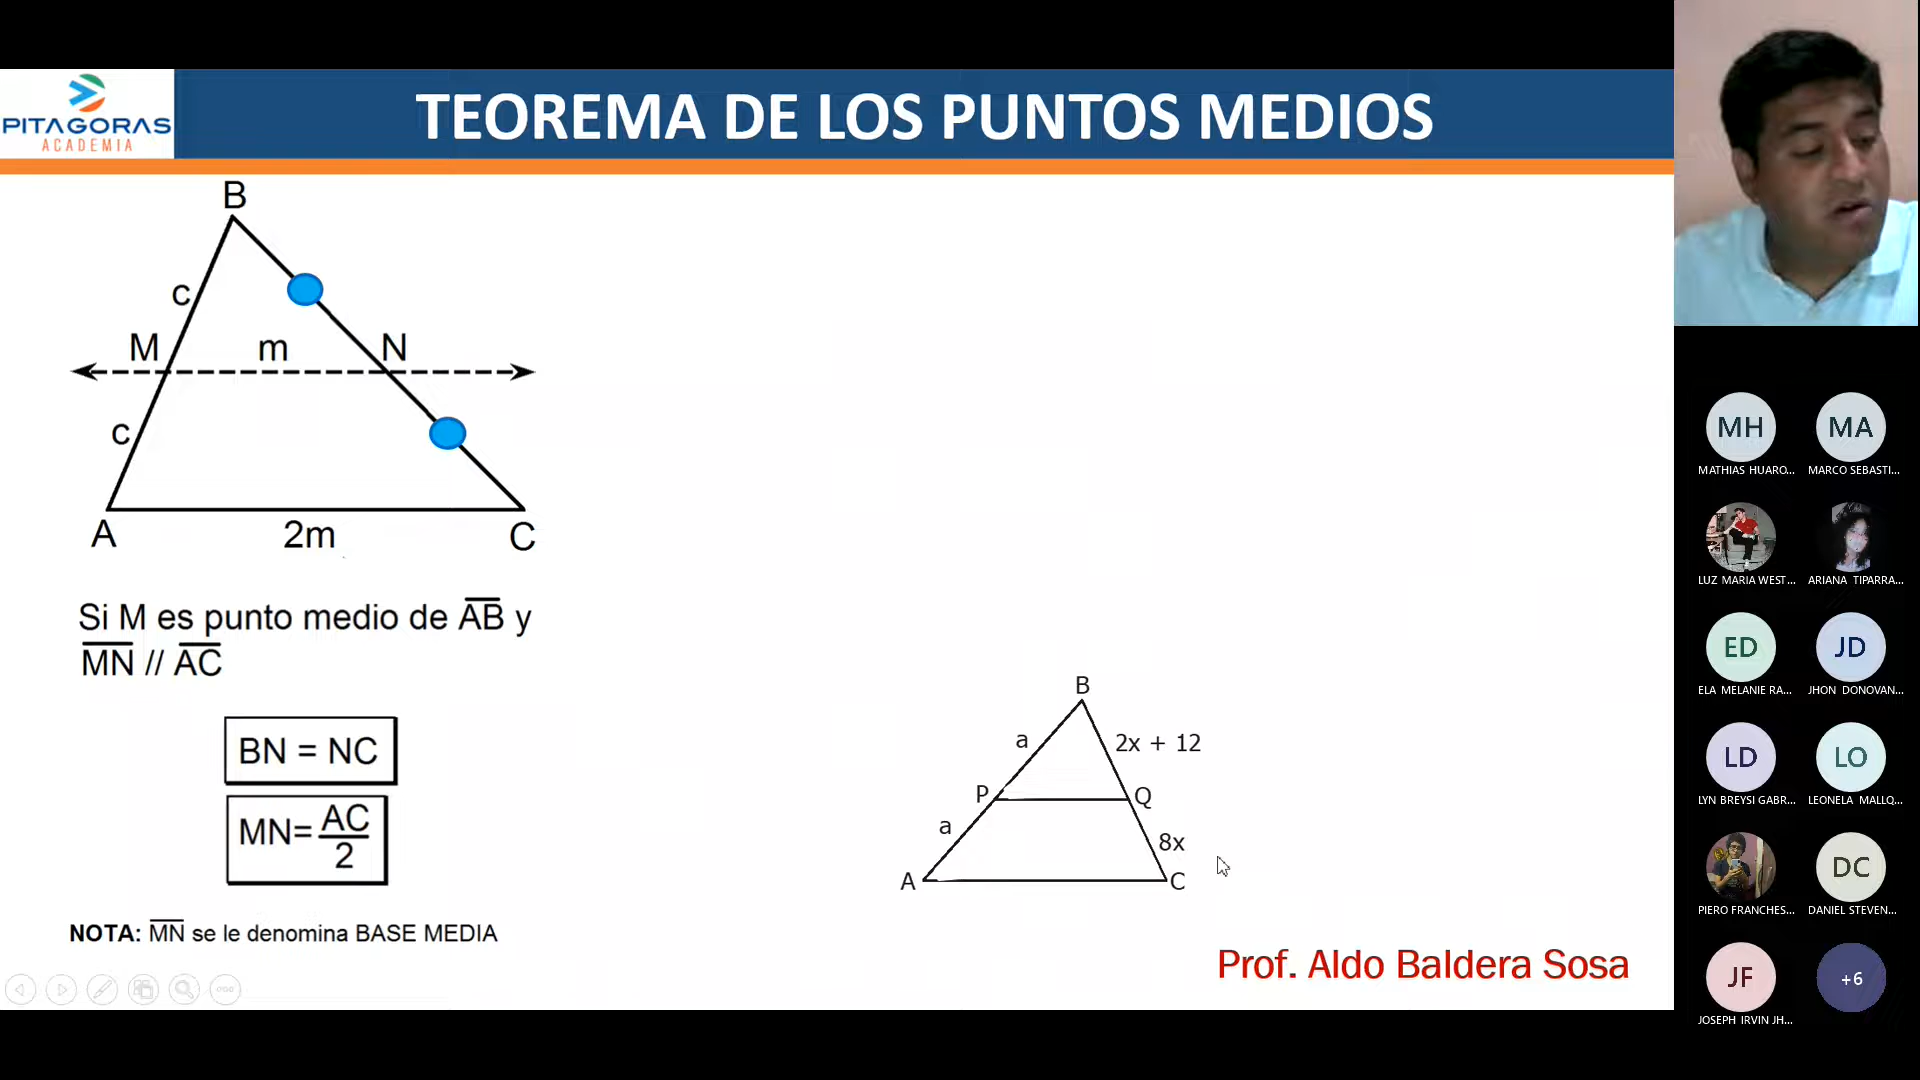 PITAGORAS
ACADEMIA
TEOREMA DE LOS PUNTOS MEDIOS
B
c
M
m
N
c
A
2m
C
Si M es punto medio de AB y
MN // AC
BN = NC
MN= AC
2
NOTA: MN se le denomina BASE MEDIA
B
a
2x + 12
P
Q
a
8x
A
C
Prof. Aldo Baldera Sosa
MH
MA
MATHIAS HUARO...
MARCO SEBASTI...
LUZ MARIA WEST...
ARIANA TIPARRA...
ED
JD
ELA MELANIE RA...
JHON DONOVAN...
LD
LO
LYN BREYSI GABR...
LEONELA MALLQ...
DC
PIERO FRANCHES...
DANIEL STEVEN...
JF
+6
JOSEPH IRVIN JH...